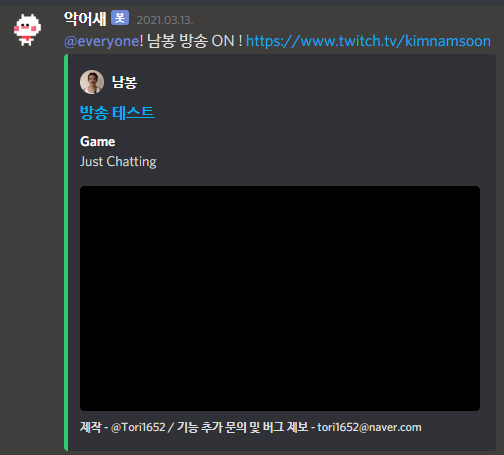 악어새 봇 2021.03.13.
@everyone! 남봉 방송 ON ! https://www.twitch.tv/kimnamsoon
남봉
방송 테스트
Game
Just Chatting
제작 - @Tori1652 / 기능 추가 문의 및 버그 제보 - tori1652@naver.com